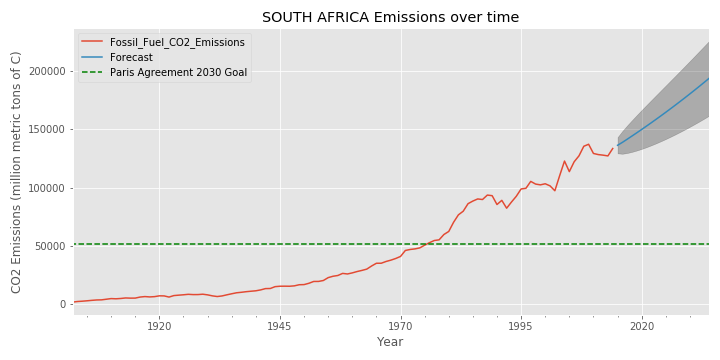 SOUTH AFRICA Emissions over time
Fossil_Fuel_CO2_Emissions
Forecast
Paris Agreement 2030 Goal
CO2 Emissions (million metric tons of C)
200000
150000
100000
50000
0
1920 1945 1970 1995 2020
Year